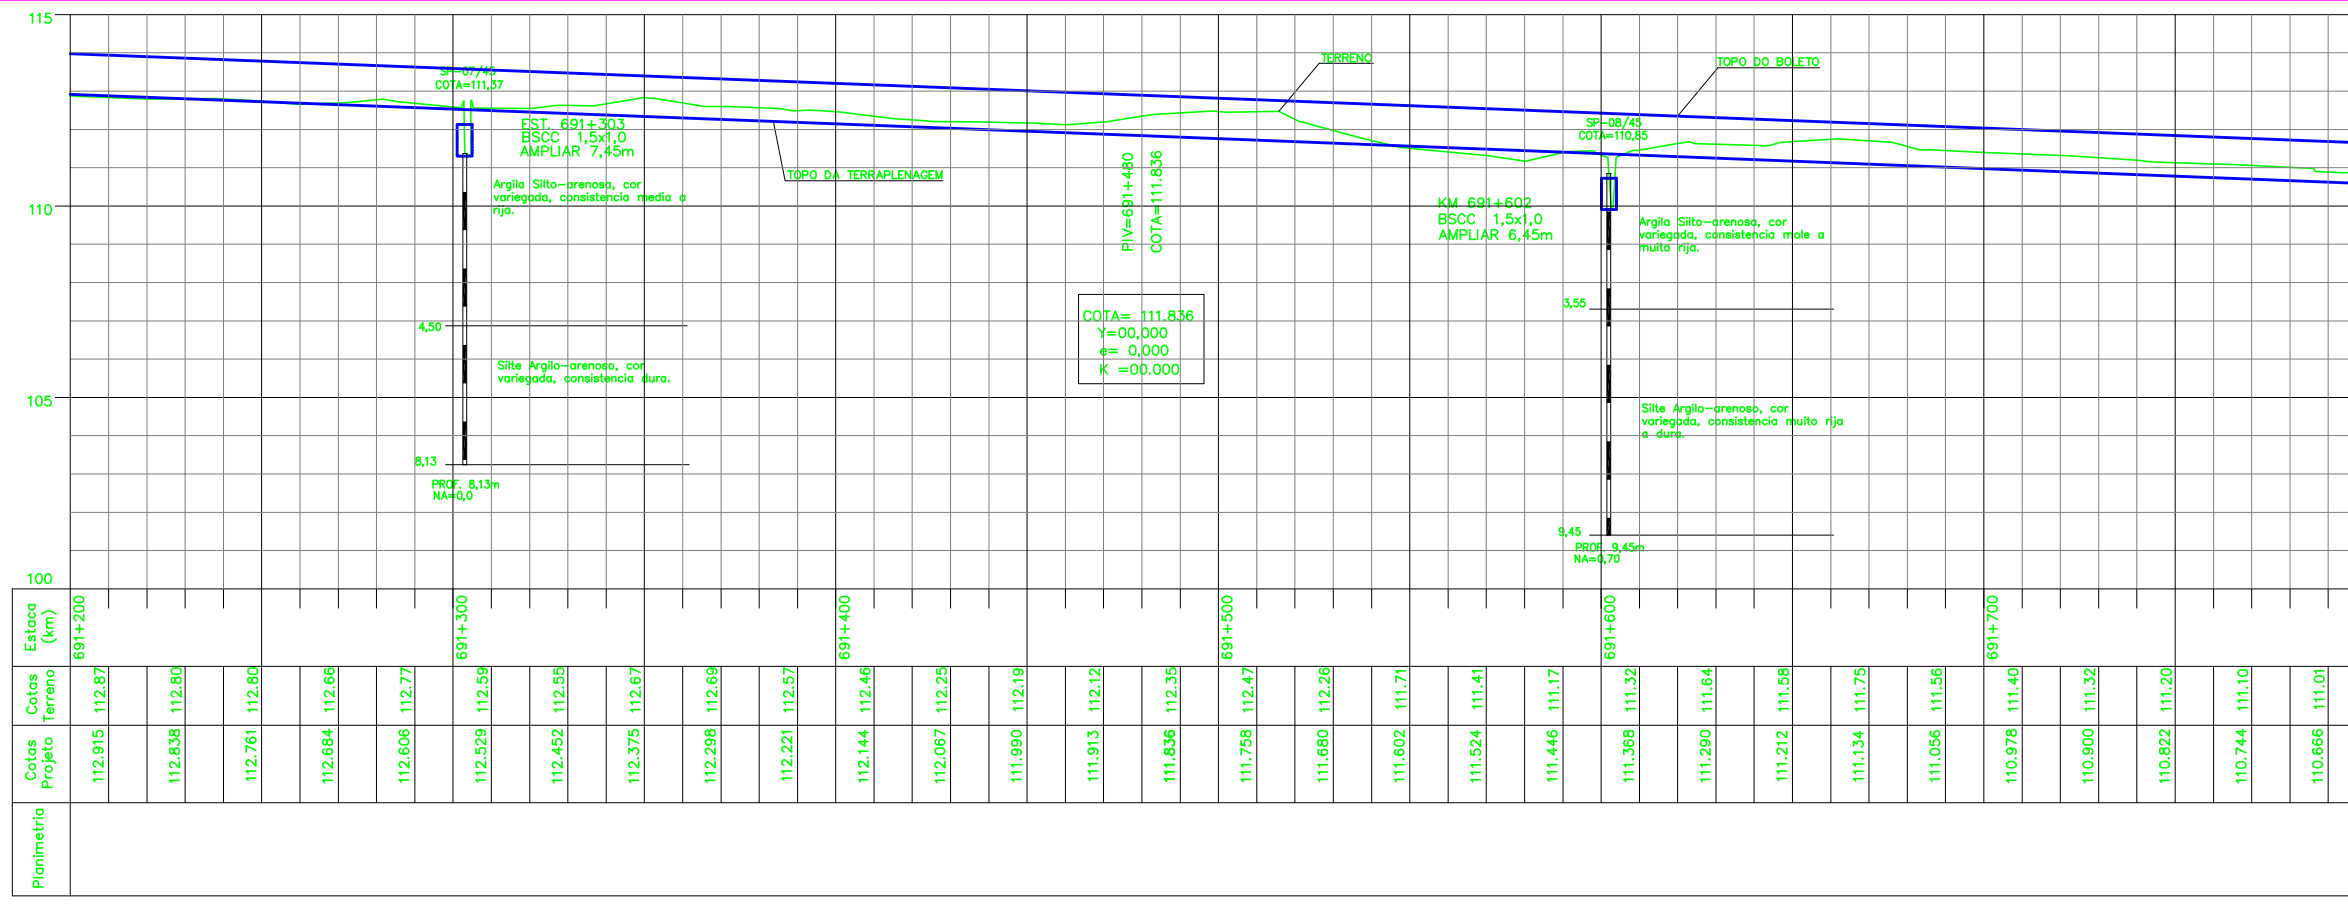 115
110
105
100
SP-07/45
COTA=111,37
EST. 691+303
BSCC 1,5x1,0
AMPLIAR 7,45m
Argila Silto-arenosa, cor
variegada, consistencia media a
rija.
4,50
Silte Argilo-arenoso, cor
variegada, consistencia dura.
8,13
PROF. 8,13m
NA=0,0
TOPO DA TERRAPLENAGEM
TERRENO
TOPO DO BOLETO
PIV=691+480
COTA=111.836
COTA= 111.836
Y=00,000
e= 0,000
K =00.000
SP-08/45
COTA=110,85
KM 691+602
BSCC 1,5x1,0
AMPLIAR 6,45m
Argila Silto-arenosa, cor
variegada, consistencia mole a
muito rija.
3,55
Silte Argilo-arenoso, cor
variegada, consistencia muito rija
a dura.
9,45
PROF. 9,45m
NA=0,70
Estaca
(km)
691+200
691+300
691+400
691+500
691+600
691+700
Cotas
Terreno
112.87
112.80
112.80
112.66
112.77
112.59
112.55
112.67
112.69
112.57
112.46
112.25
112.19
112.12
112.35
112.47
112.26
111.71
111.41
111.17
111.32
111.64
111.58
111.75
111.56
111.40
111.32
111.20
111.10
111.01
Cotas
Projeto
112.915
112.838
112.761
112.684
112.606
112.529
112.452
112.375
112.298
112.221
112.144
112.067
111.990
111.913
111.836
111.758
111.680
111.602
111.524
111.446
111.368
111.290
111.212
111.134
111.056
110.978
110.900
110.822
110.744
110.666
Planimetria